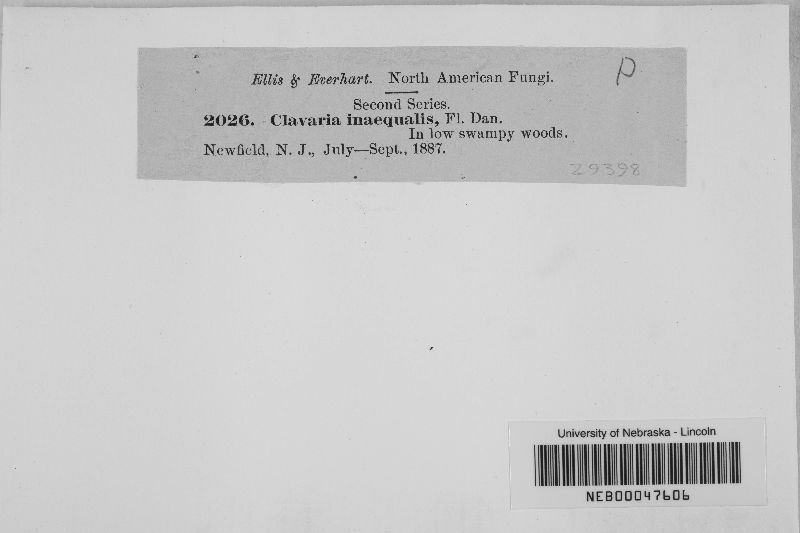 Ellis & Everhart. North American Fungi.
p
Second Series.
2026. - Clavaria inaequalis, Fl. Dan.
In low swampy woods.
Newfield, N. J., July—Sept., 1887.
29398
University of Nebraska - Lincoln
NEB00047606